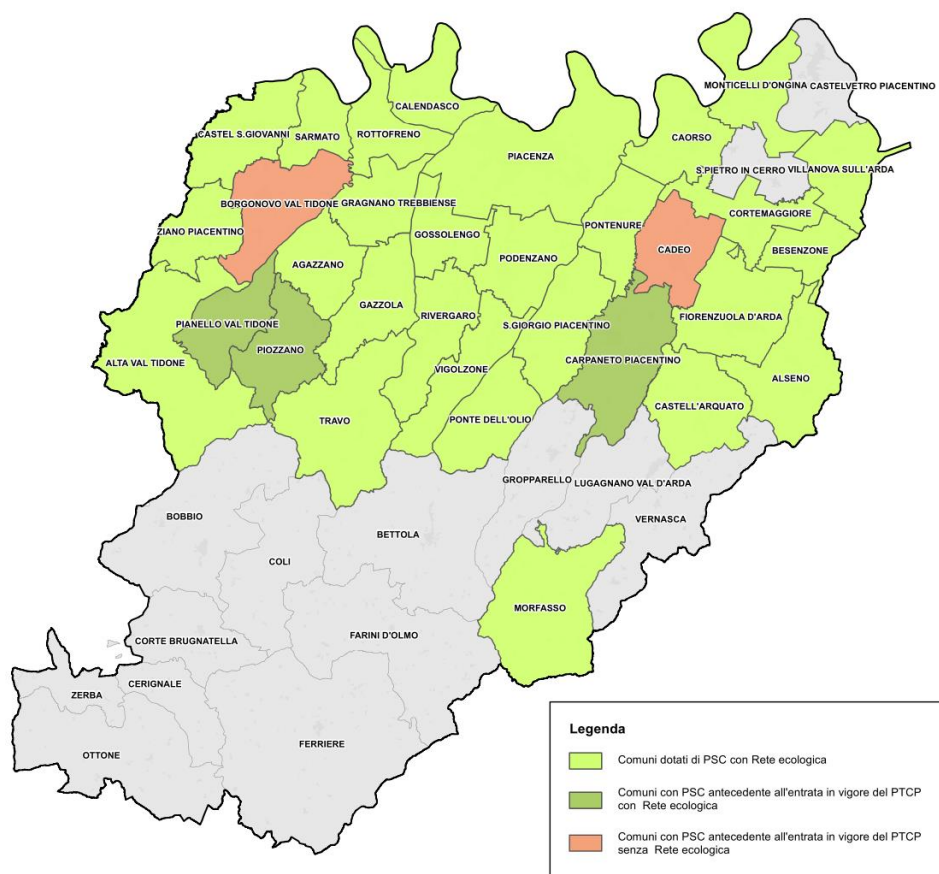 MONTICELLI D'ONGINA
CASTELVETRO PIACENTINO
CALENDASCO
CASTEL S.GIOVANNI
SARMATO
ROTTOFRENO
CAORSO
PIACENZA
S.PIETRO IN CERRO
VILLANOVA SULL'ARDA
BORGONOVO VAL TIDONE
GRAGNANO TREBBIENSE
CORTEMAGGIORE
ZIANO PIACENTINO
GOSSOLENGO
PONTENURE
CADEO
BESENZONE
AGAZZANO
PODENZANO
GAZZOLA
RIVERGARO
PIANELLO VAL TIDONE
S.GIORGIO PIACENTINO
FIORENZUOLA D'ARDA
PIOZZANO
ALTA VAL TIDONE
VIGOLZONE
CARPANETO PIACENTINO
ALSENO
TRAVO
PONTE DELL'OLIO
CASTELL'ARQUATO
GROPPARELLO
LUGAGNANO VAL D'ARDA
BOBBIO
VERNASCA
BETTOLA
COLI
MORFASSO
CORTE BRUGNATELLA
FARINI D'OLMO
CERIGNALE
ZERBA
FERRIERE
OTTONE
Legenda
Comuni dotati di PSC con Rete ecologica
Comuni con PSC antecedente all'entrata in vigore del PTCP
con Rete ecologica
Comuni con PSC antecedente all'entrata in vigore del PTCP
senza Rete ecologica